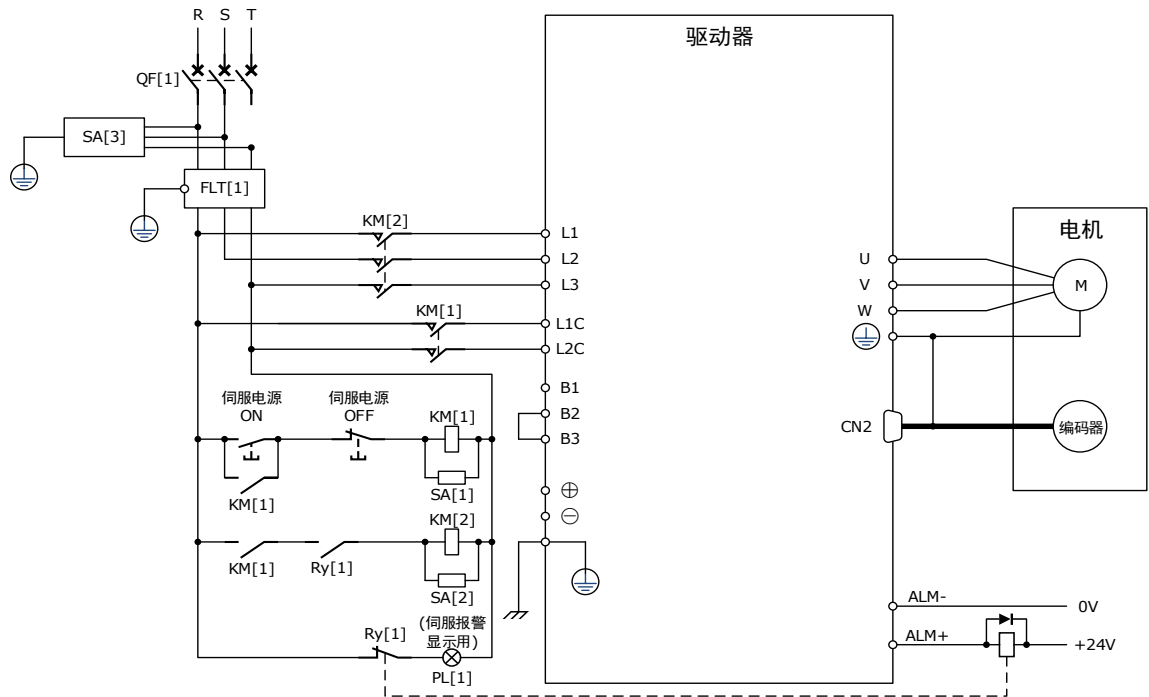 R S T
驱动器
QF[1]
SA[3]
FLT[1]
KM[2]
L1
L2
L3
KM[1]
L1C
L2C
B1
B2
B3
⊕
⊖
U
V
W
CN2
电机
M
编码器
伺服电源
ON
伺服电源
OFF
KM[1]
KM[1]
SA[1]
KM[2]
KM[1]
Ry[1]
SA[2]
(伺服报警
显示用)
Ry[1]
PL[1]
ALM-
0V
ALM+
+24V